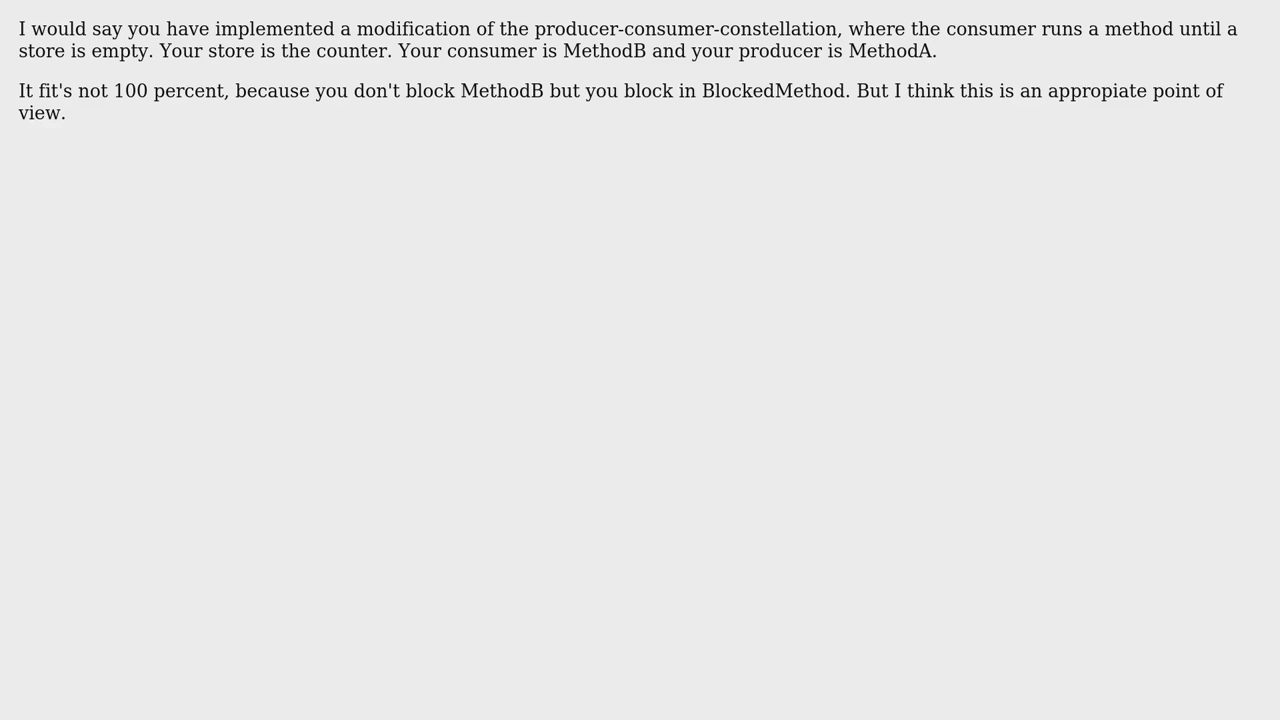 I would say you have implemented a modification of the producer-consumer-constellation, where the consumer runs a method until a
store is empty. Your store is the counter. Your consumer is MethodB and your producer is MethodA.
It fit's not 100 percent, because you don't block MethodB but you block in BlockedMethod. But I think this is an appropiate point of
view.